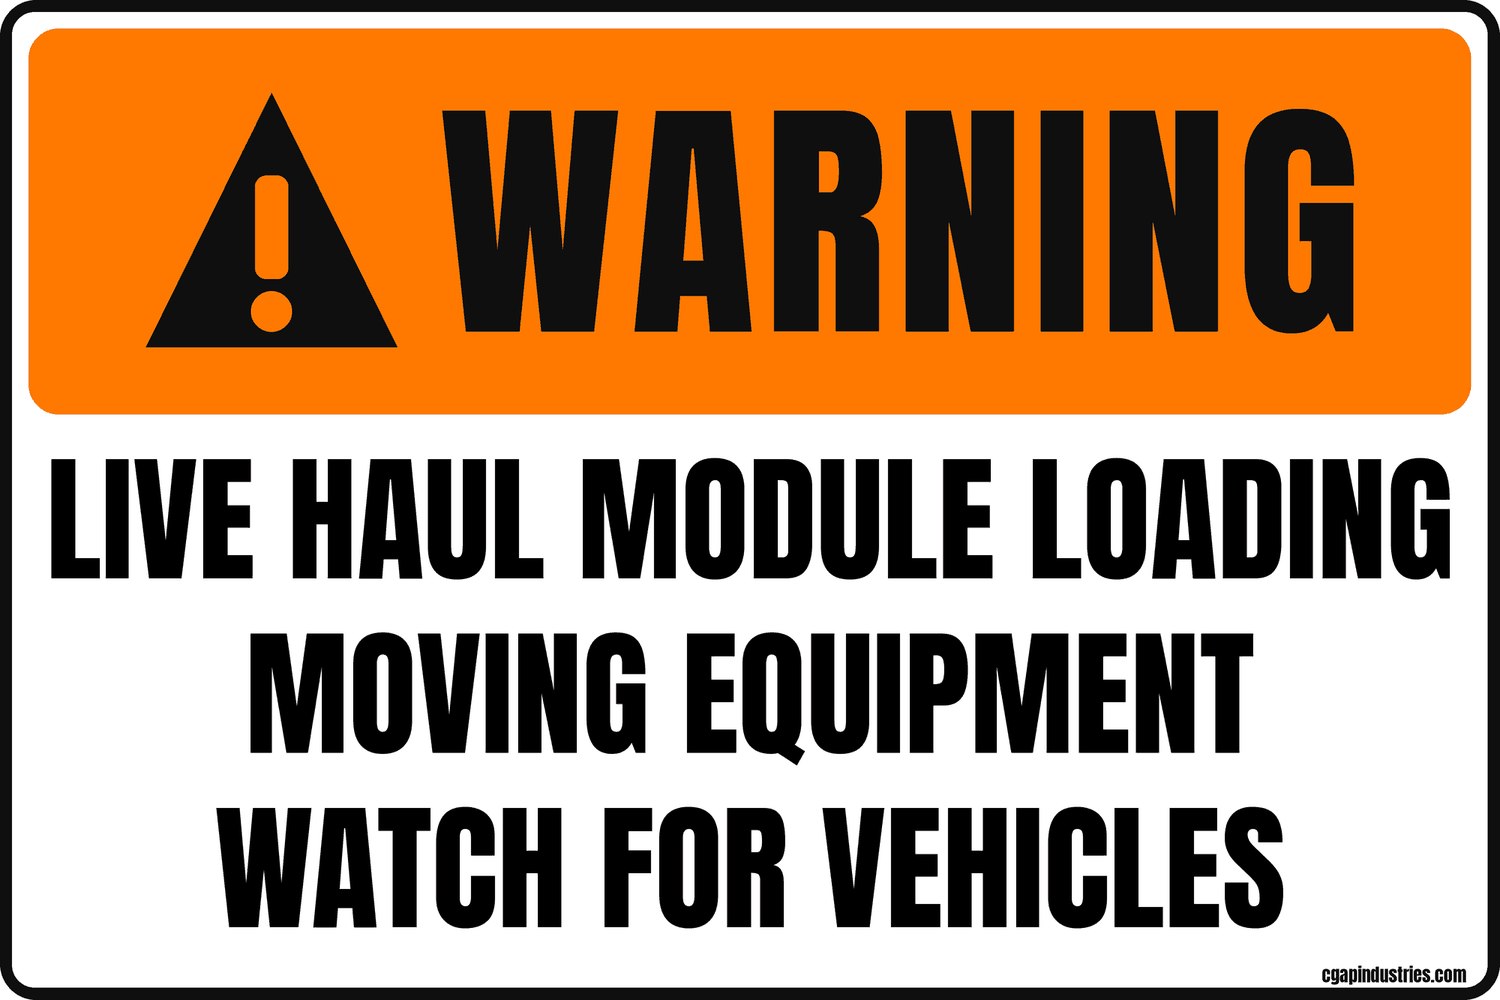 WARNING
LIVE HAUL MODULE LOADING
MOVING EQUIPMENT
WATCH FOR VEHICLES
cgapindustries.com